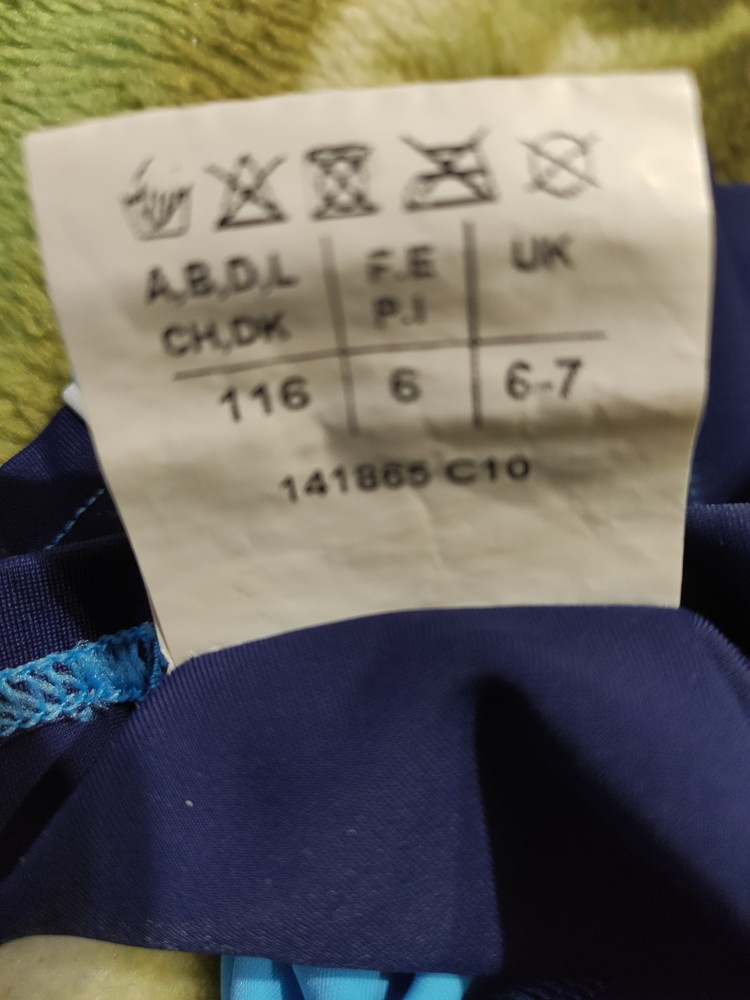 A,B,D,L F.E UK
CH,DK P.I
116 6 6-7
141865 C10